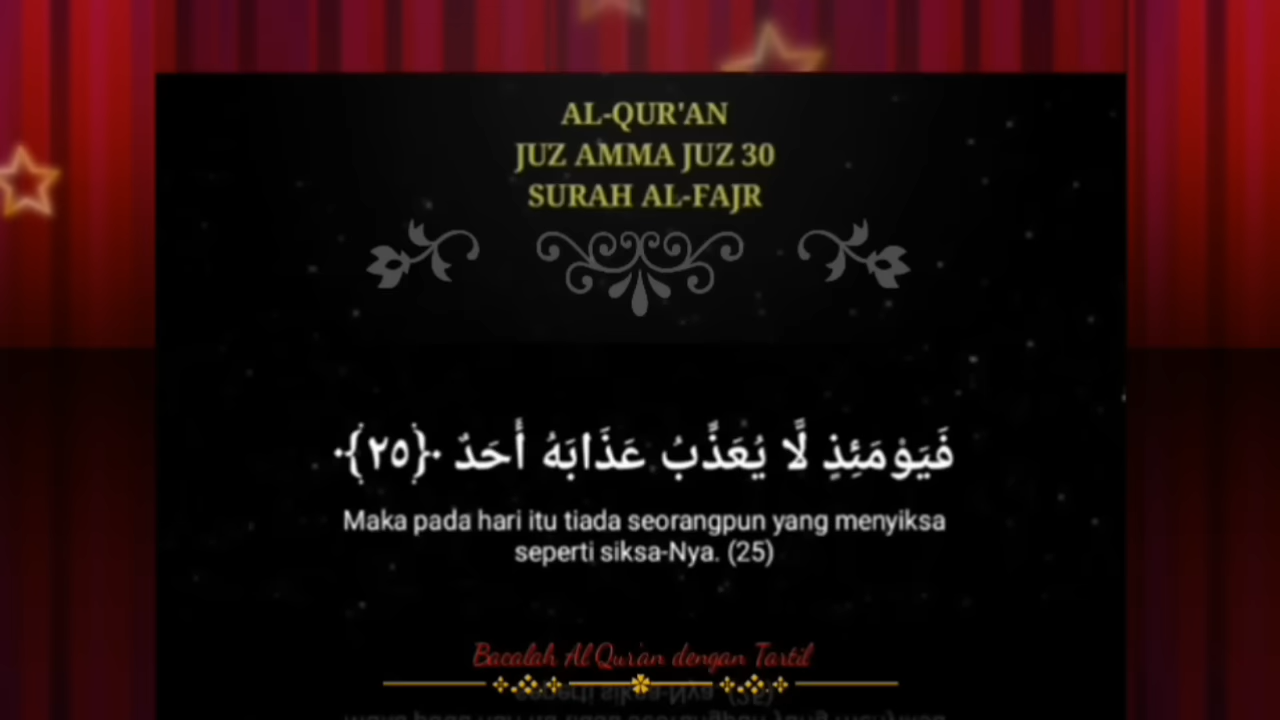 AL-QUR'AN
JUZ AMMA JUZ 30
SURAH AL-FAJR
فَيَوْمَئِذٍ لَّا يُعَذِّبُ عَذَابَهُ أَحَدٌ ﴿٢٥﴾
Maka pada hari itu tiada seorangpun yang menyiksa
seperti siksa-Nya. (25)
Bacalah Al Qur'an dengan Tartil